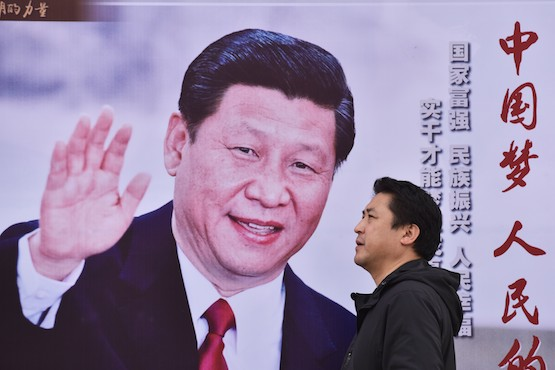 的力量
中国梦 人民的
国家富强 民族振兴 人民幸福
实干才能